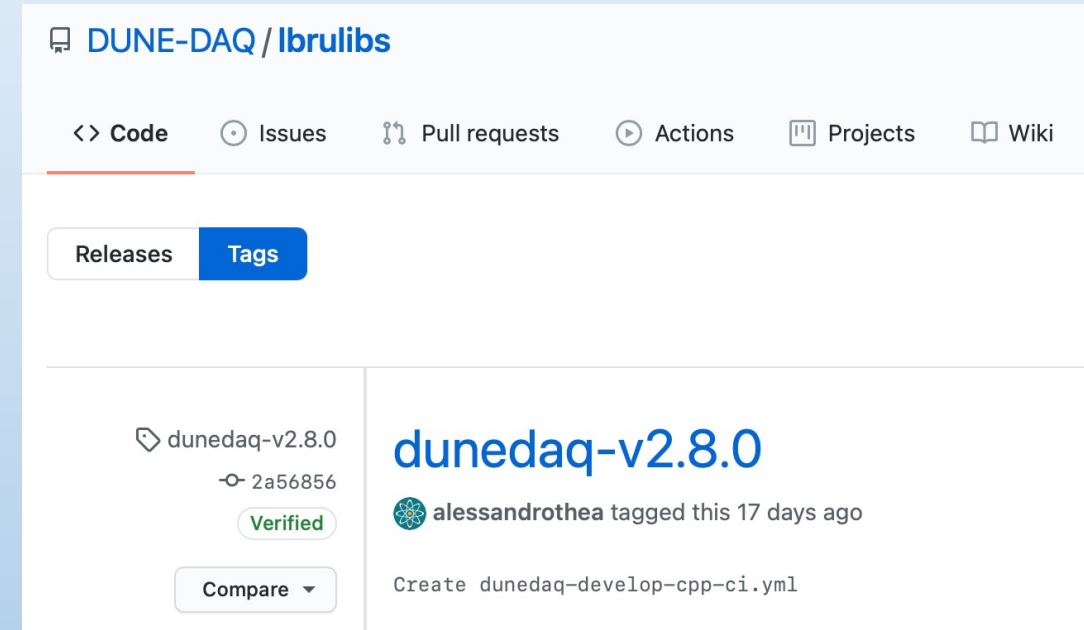 DUNE-DAQ / lbrulibs
Code Issues Pull requests Actions Projects Wiki
Releases Tags
dunedaq-v2.8.0
2a56856
Verified
Compare
dunedaq-v2.8.0
alessandrothea tagged this 17 days ago
Create dunedaq-develop-cpp-ci.yml